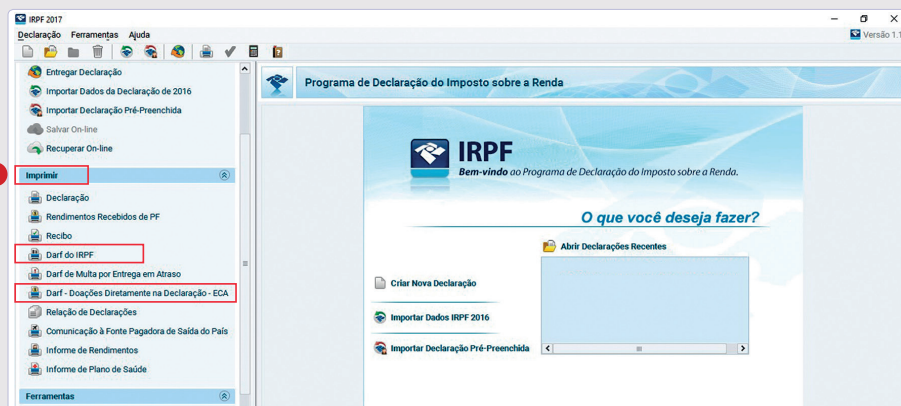 IRPF 2017
Declaração Ferramentas Ajuda
Versão 1.1
Entregar Declaração
Importar Dados da Declaração de 2016
Importar Declaração Pré-Preenchida
Salvar On-line
Recuperar On-line
Imprimir
Declaração
Rendimentos Recebidos de PF
Recibo
Darf do IRPF
Darf de Multa por Entrega em Atraso
Darf - Doações Diretamente na Declaração - ECA
Relação de Declarações
Comunicação à Fonte Pagadora de Saída do País
Informe de Rendimentos
Informe de Plano de Saúde
Ferramentas
Programa de Declaração do Imposto sobre a Renda
IRPF
Bem-vindo ao Programa de Declaração do Imposto sobre a Renda.
O que você deseja fazer?
Abrir Declarações Recentes
Criar Nova Declaração
Importar Dados IRPF 2016
Importar Declaração Pré-Preenchida